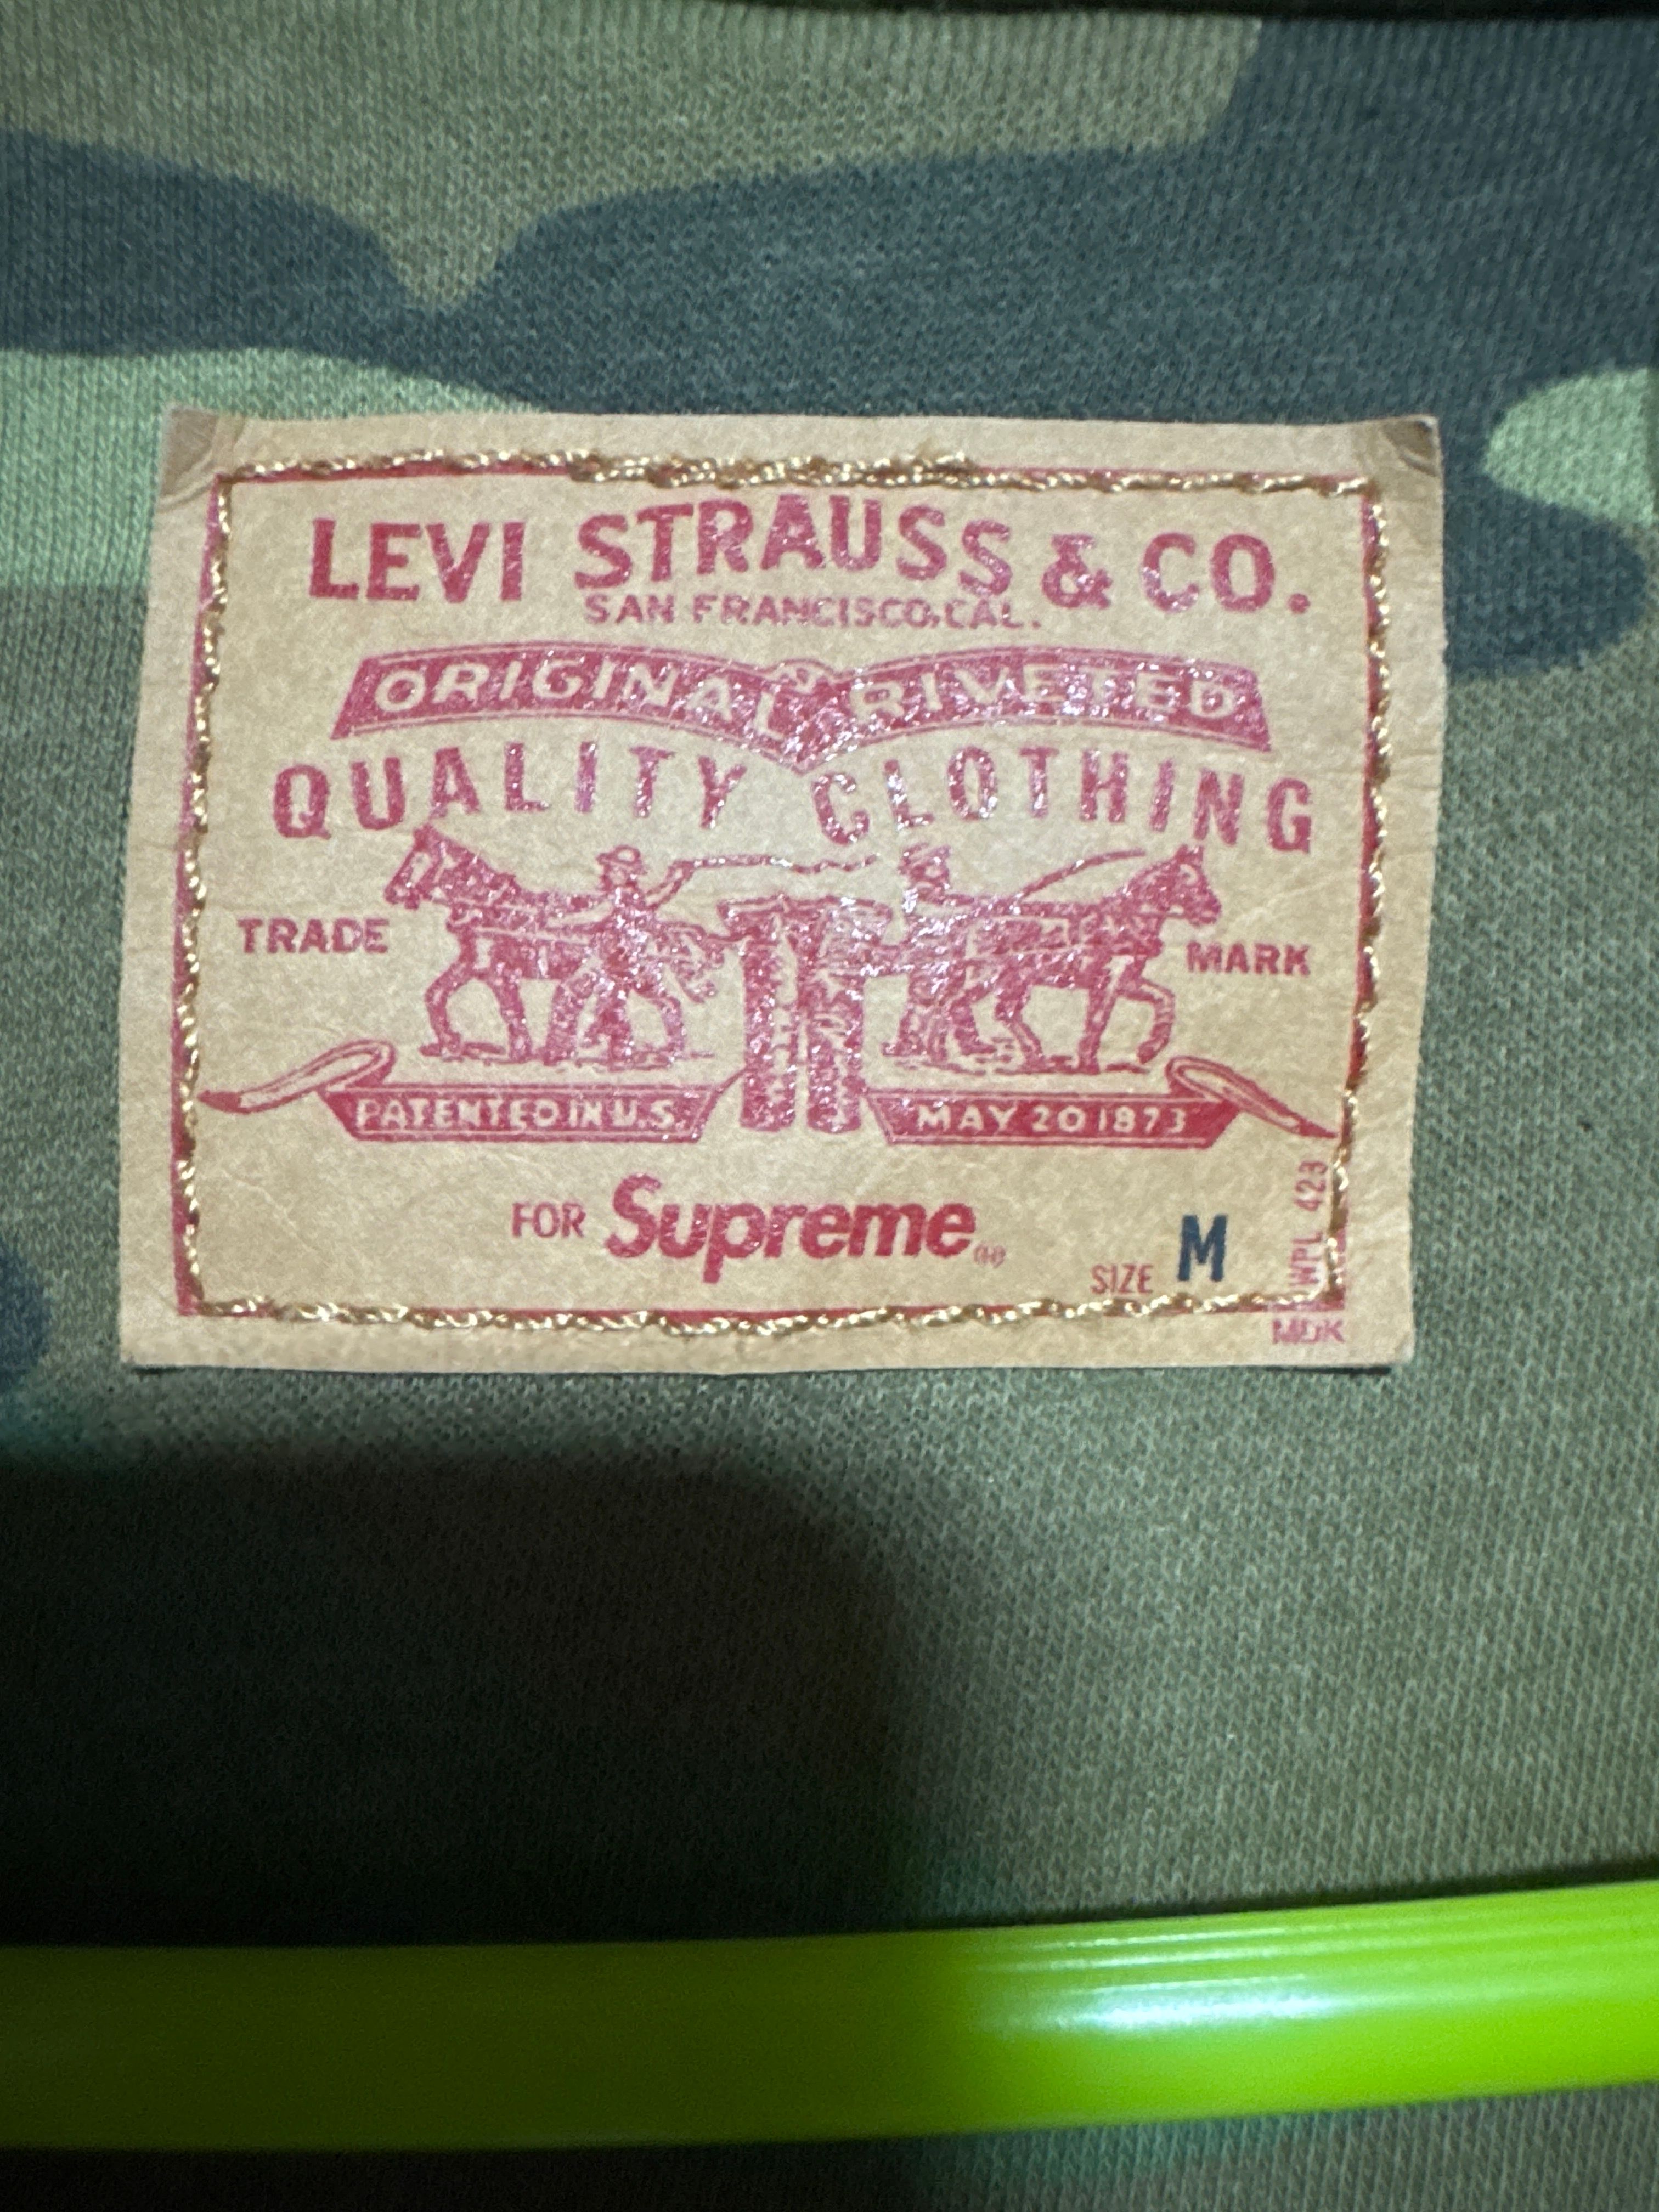 LEVI STRAUSS & CO.
SAN FRANCISCO, CAL.
ORIGINAL RIVETED
QUALITY CLOTHING
TRADE MARK
PATENTED IN U.S. MAY 20 1873
FOR Supreme
SIZE M
WPL 423
MDK